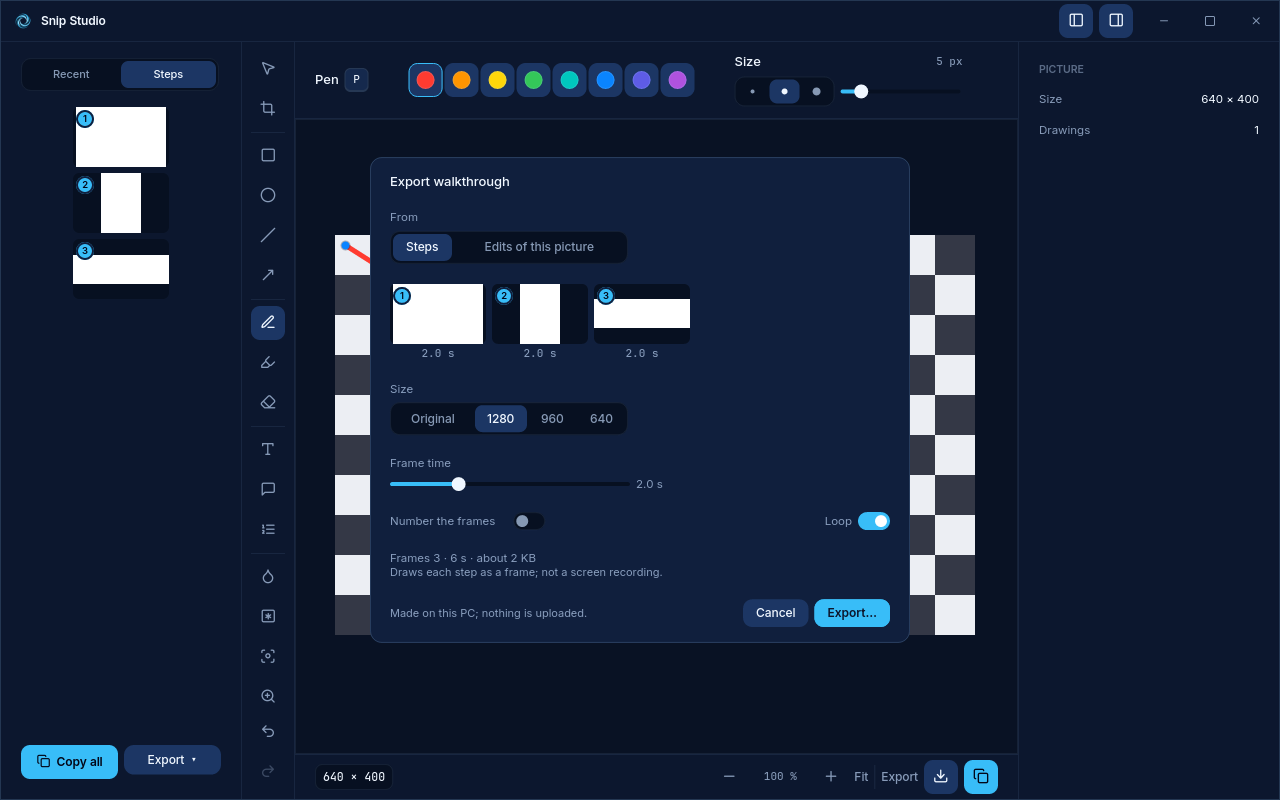 Snip Studio
Recent
Steps
1
2
3
Copy all
Export
Pen
P
Size
5 px
Export walkthrough
From
Steps
Edits of this picture
1
2
3
2.0 s
2.0 s
2.0 s
Size
Original
1280
960
640
Frame time
2.0 s
Number the frames
Loop
Frames 3 · 6 s · about 2 KB
Draws each step as a frame; not a screen recording.
Made on this PC; nothing is uploaded.
Cancel
Export...
640 × 400
100 %
Fit
Export
PICTURE
Size
640 × 400
Drawings
1